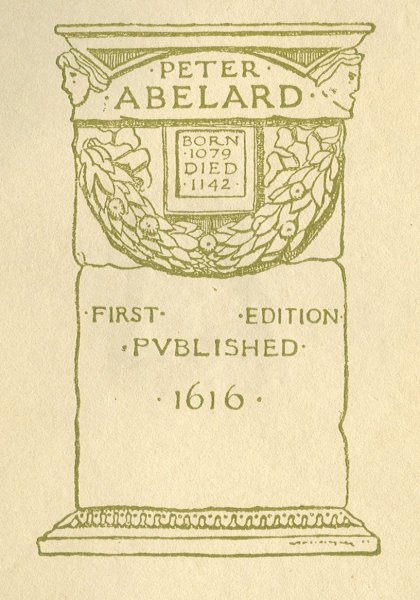 ·PETER·
·ABELARD·
BORN
·1079
DIED
·1142·
·FIRST· ·EDITION·
·PVBLISHED·
·1616·